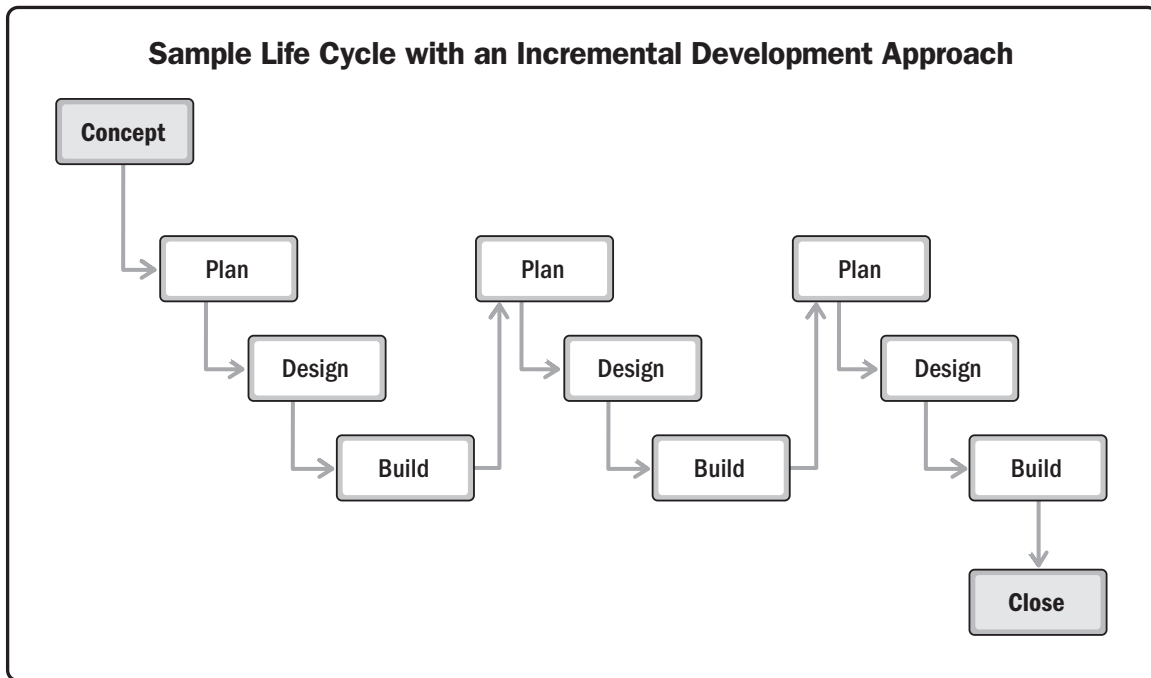 Sample Life Cycle with an Incremental Development Approach
Concept
Plan
Plan
Plan
Design
Design
Design
Build
Build
Build
Close